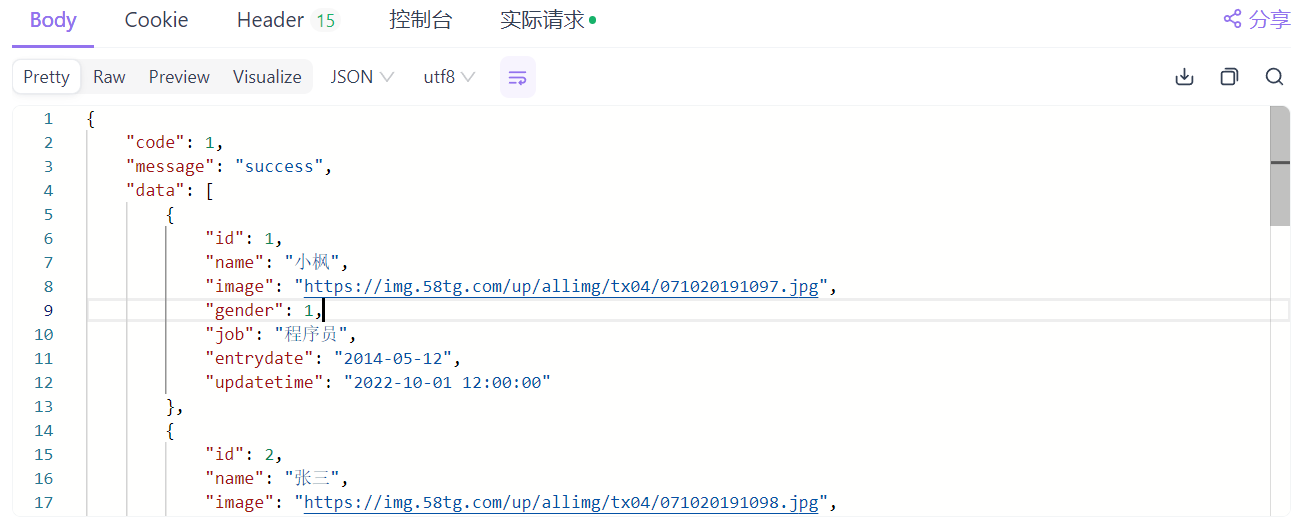 Body Cookie Header 15 控制台 实际请求 分享
Pretty Raw Preview Visualize JSON utf8
1 {
2 "code": 1,
3 "message": "success",
4 "data": [
5 {
6 "id": 1,
7 "name": "小枫",
8 "image": "https://img.58tg.com/up/allimg/tx04/071020191097.jpg",
9 "gender": 1,
10 "job": "程序员",
11 "entrydate": "2014-05-12",
12 "updatetime": "2022-10-01 12:00:00"
13 },
14 {
15 "id": 2,
16 "name": "张三",
17 "image": "https://img.58tg.com/up/allimg/tx04/071020191098.jpg",